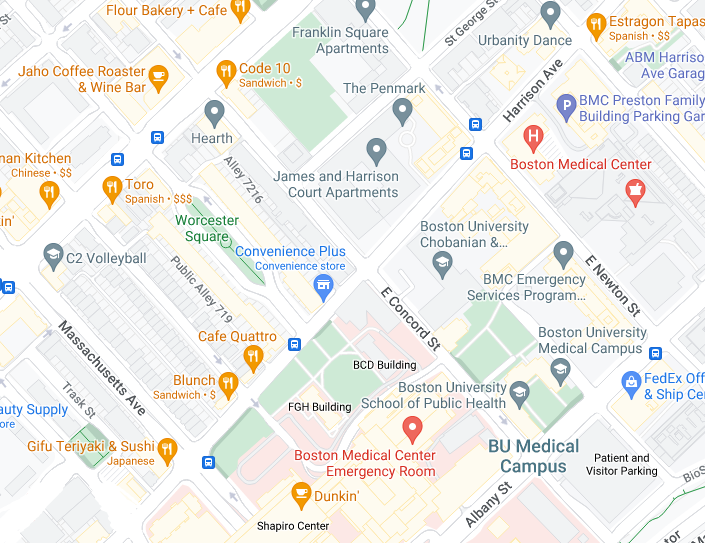 Flour Bakery + Cafe
Franklin Square
Apartments
St George St
Urbanity Dance
Estragon Tapas
Spanish • $$
ABM Harriso
Ave Garag
Jaho Coffee Roaster
& Wine Bar
Code 10
Sandwich • $
The Penmark
Harrison Ave
BMC Preston Family
Building Parking Gar
Hearth
Boston Medical Center
nan Kitchen
Chinese • $$
Toro
Spanish • $$$
kin'
Alley 7216
James and Harrison
Court Apartments
Worcester
Square
Boston University
Chobanian &…
C2 Volleyball
Convenience Plus
Convenience store
Public Alley 719
BMC Emergency
Services Program…
E Newton St
E Concord St
Massachusetts Ave
Cafe Quattro
Boston University
Medical Campus
BCD Building
Blunch
Sandwich • $
Trask St
Boston University
School of Public Health
FedEx Offi
& Ship Cen
auty Supply
ore
FGH Building
Gifu Teriyaki & Sushi
Japanese
Boston Medical Center
Emergency Room
BU Medical
Campus
Patient and
Visitor Parking
BioS
Dunkin'
Albany St
Shapiro Center
tor